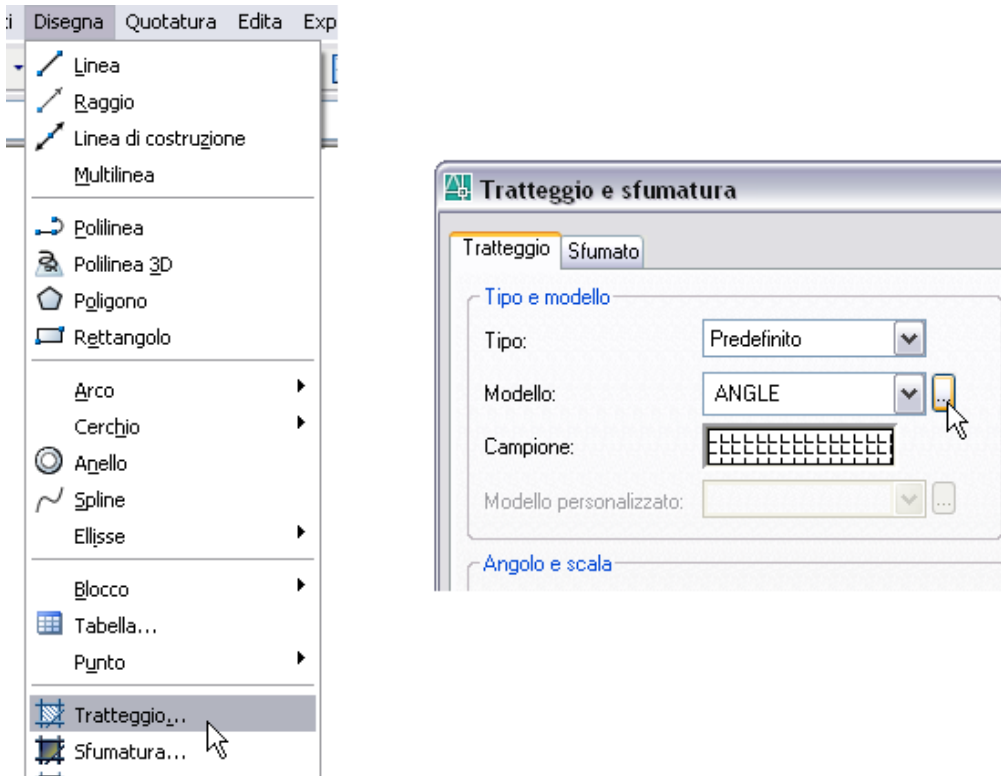 Disegna Quotatura Edita Exp
Linea
Raggio
Linea di costruzione
Multilinea
Polilinea
Polilinea 3D
Poligono
Rettangolo
Arco
Cerchio
Anello
Spline
Ellisse
Blocco
Tabella...
Punto
Tratteggio...
Sfumatura...
Tratteggio e sfumatura
Tratteggio Sfumato
Tipo e modello
Tipo: Predefinito
Modello: ANGLE ...
Campione:
Modello personalizzato: ...
Angolo e scala